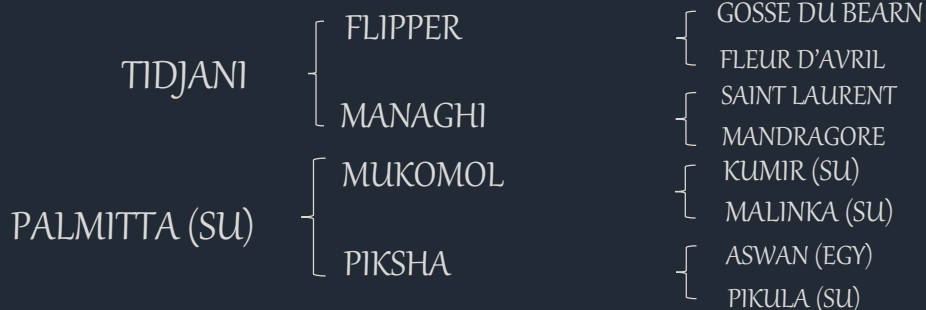 TIDJANI
FLIPPER
GOSSE DU BEARN
FLEUR D'AVRIL
MANAGHI
SAINT LAURENT
MANDRAGORE
PALMITTA (SU)
MUKOMOL
KUMIR (SU)
MALINKA (SU)
PIKSHA
ASWAN (EGY)
PIKULA (SU)